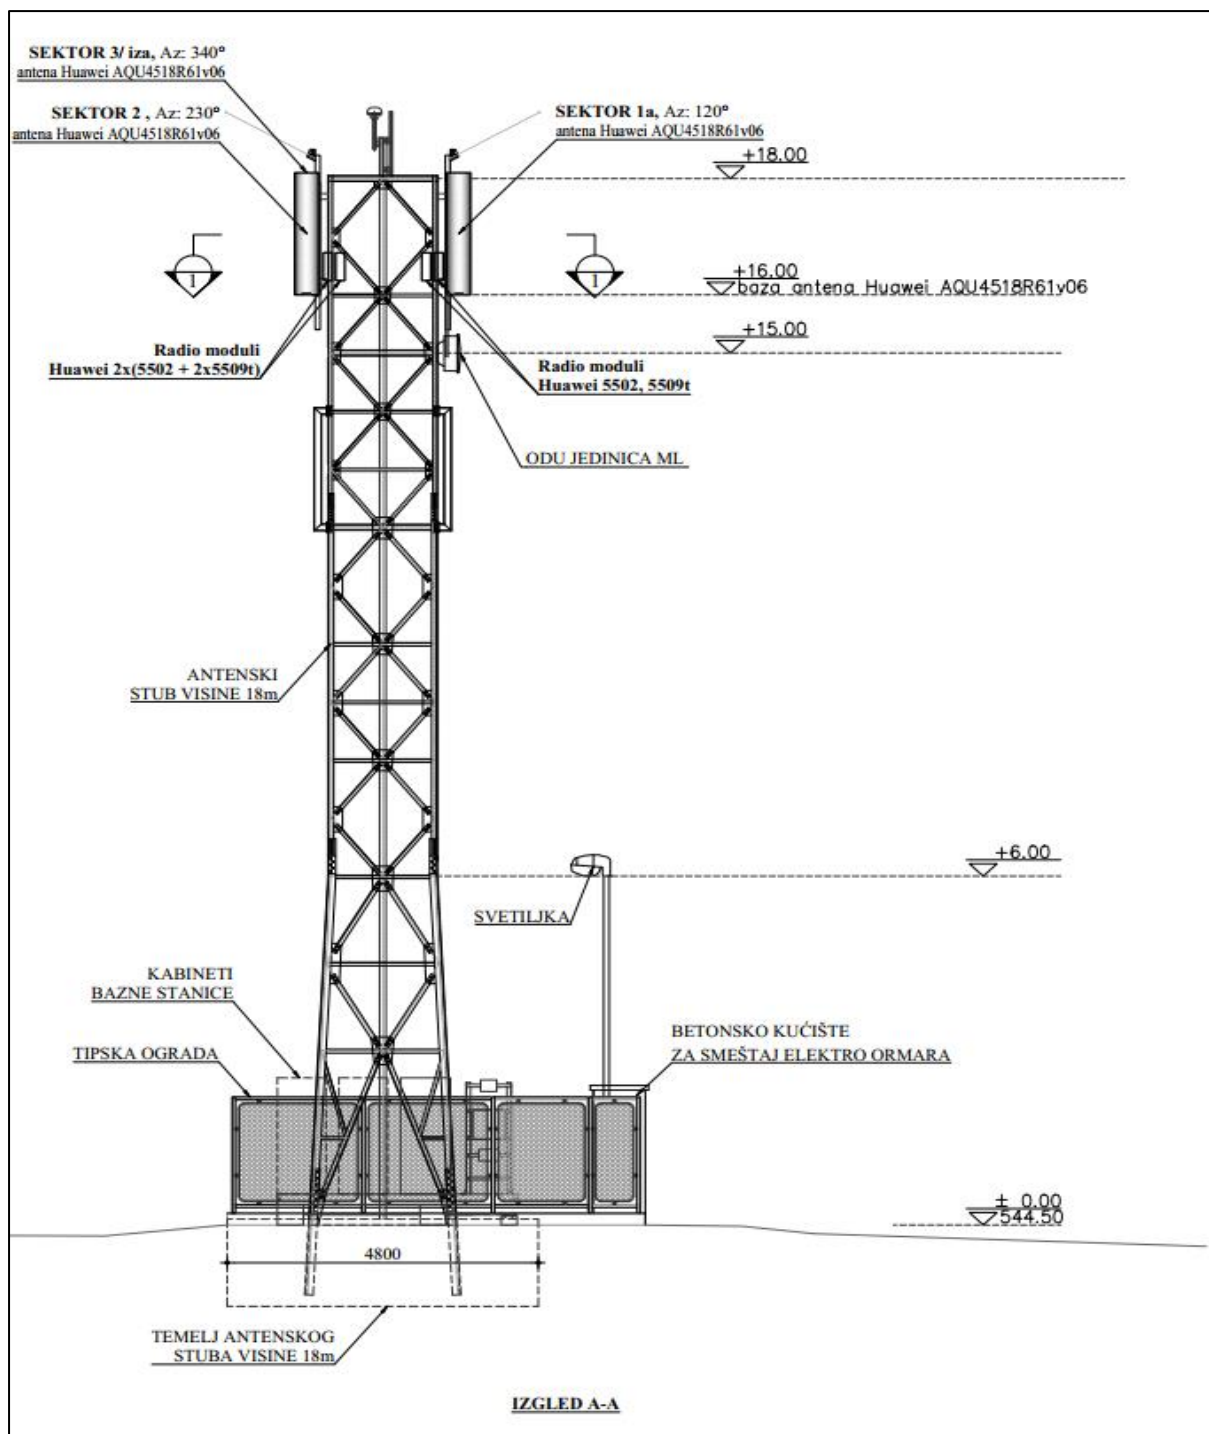 SEKTOR 3/ iza, Az: 340°
antena Huawei AQU4518R61v06
SEKTOR 2 , Az: 230°
antena Huawei AQU4518R61v06
SEKTOR 1a, Az: 120°
antena Huawei AQU4518R61v06
+18.00
1
1
+16.00
baza antena Huawei AQU4518R61v06
+15.00
Radio moduli
Huawei 2x(5502 + 2x5509t)
Radio moduli
Huawei 5502, 5509t
ODU JEDINICA ML
ANTENSKI
STUB VISINE 18m
+6.00
SVETILJKA
KABINETI
BAZNE STANICE
TIPSKA OGRADA
BETONSKO KUĆIŠTE
ZA SMEŠTAJ ELEKTRO ORMARA
± 0.00
544.50
4800
TEMELJ ANTENSKOG
STUBA VISINE 18m
IZGLED A-A